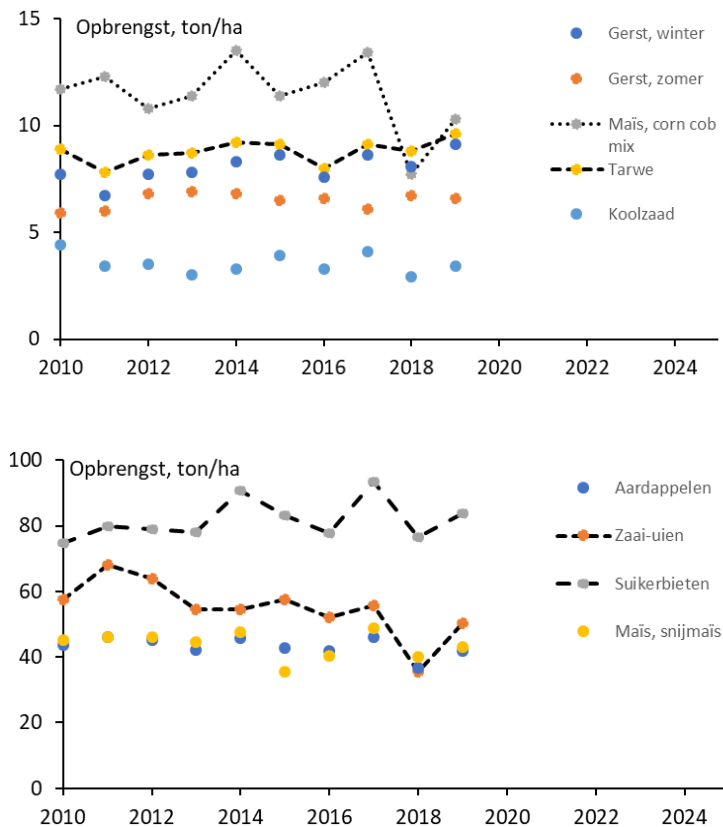 Opbrengst, ton/ha
15
10
5
0
2010 2012 2014 2016 2018 2020 2022 2024
Gerst, winter
Gerst, zomer
Maïs, corn cob
mix
Tarwe
Koolzaad
Opbrengst, ton/ha
100
80
60
40
20
0
2010 2012 2014 2016 2018 2020 2022 2024
Aardappelen
Zaai-uien
Suikerbieten
Maïs, snijmaïs